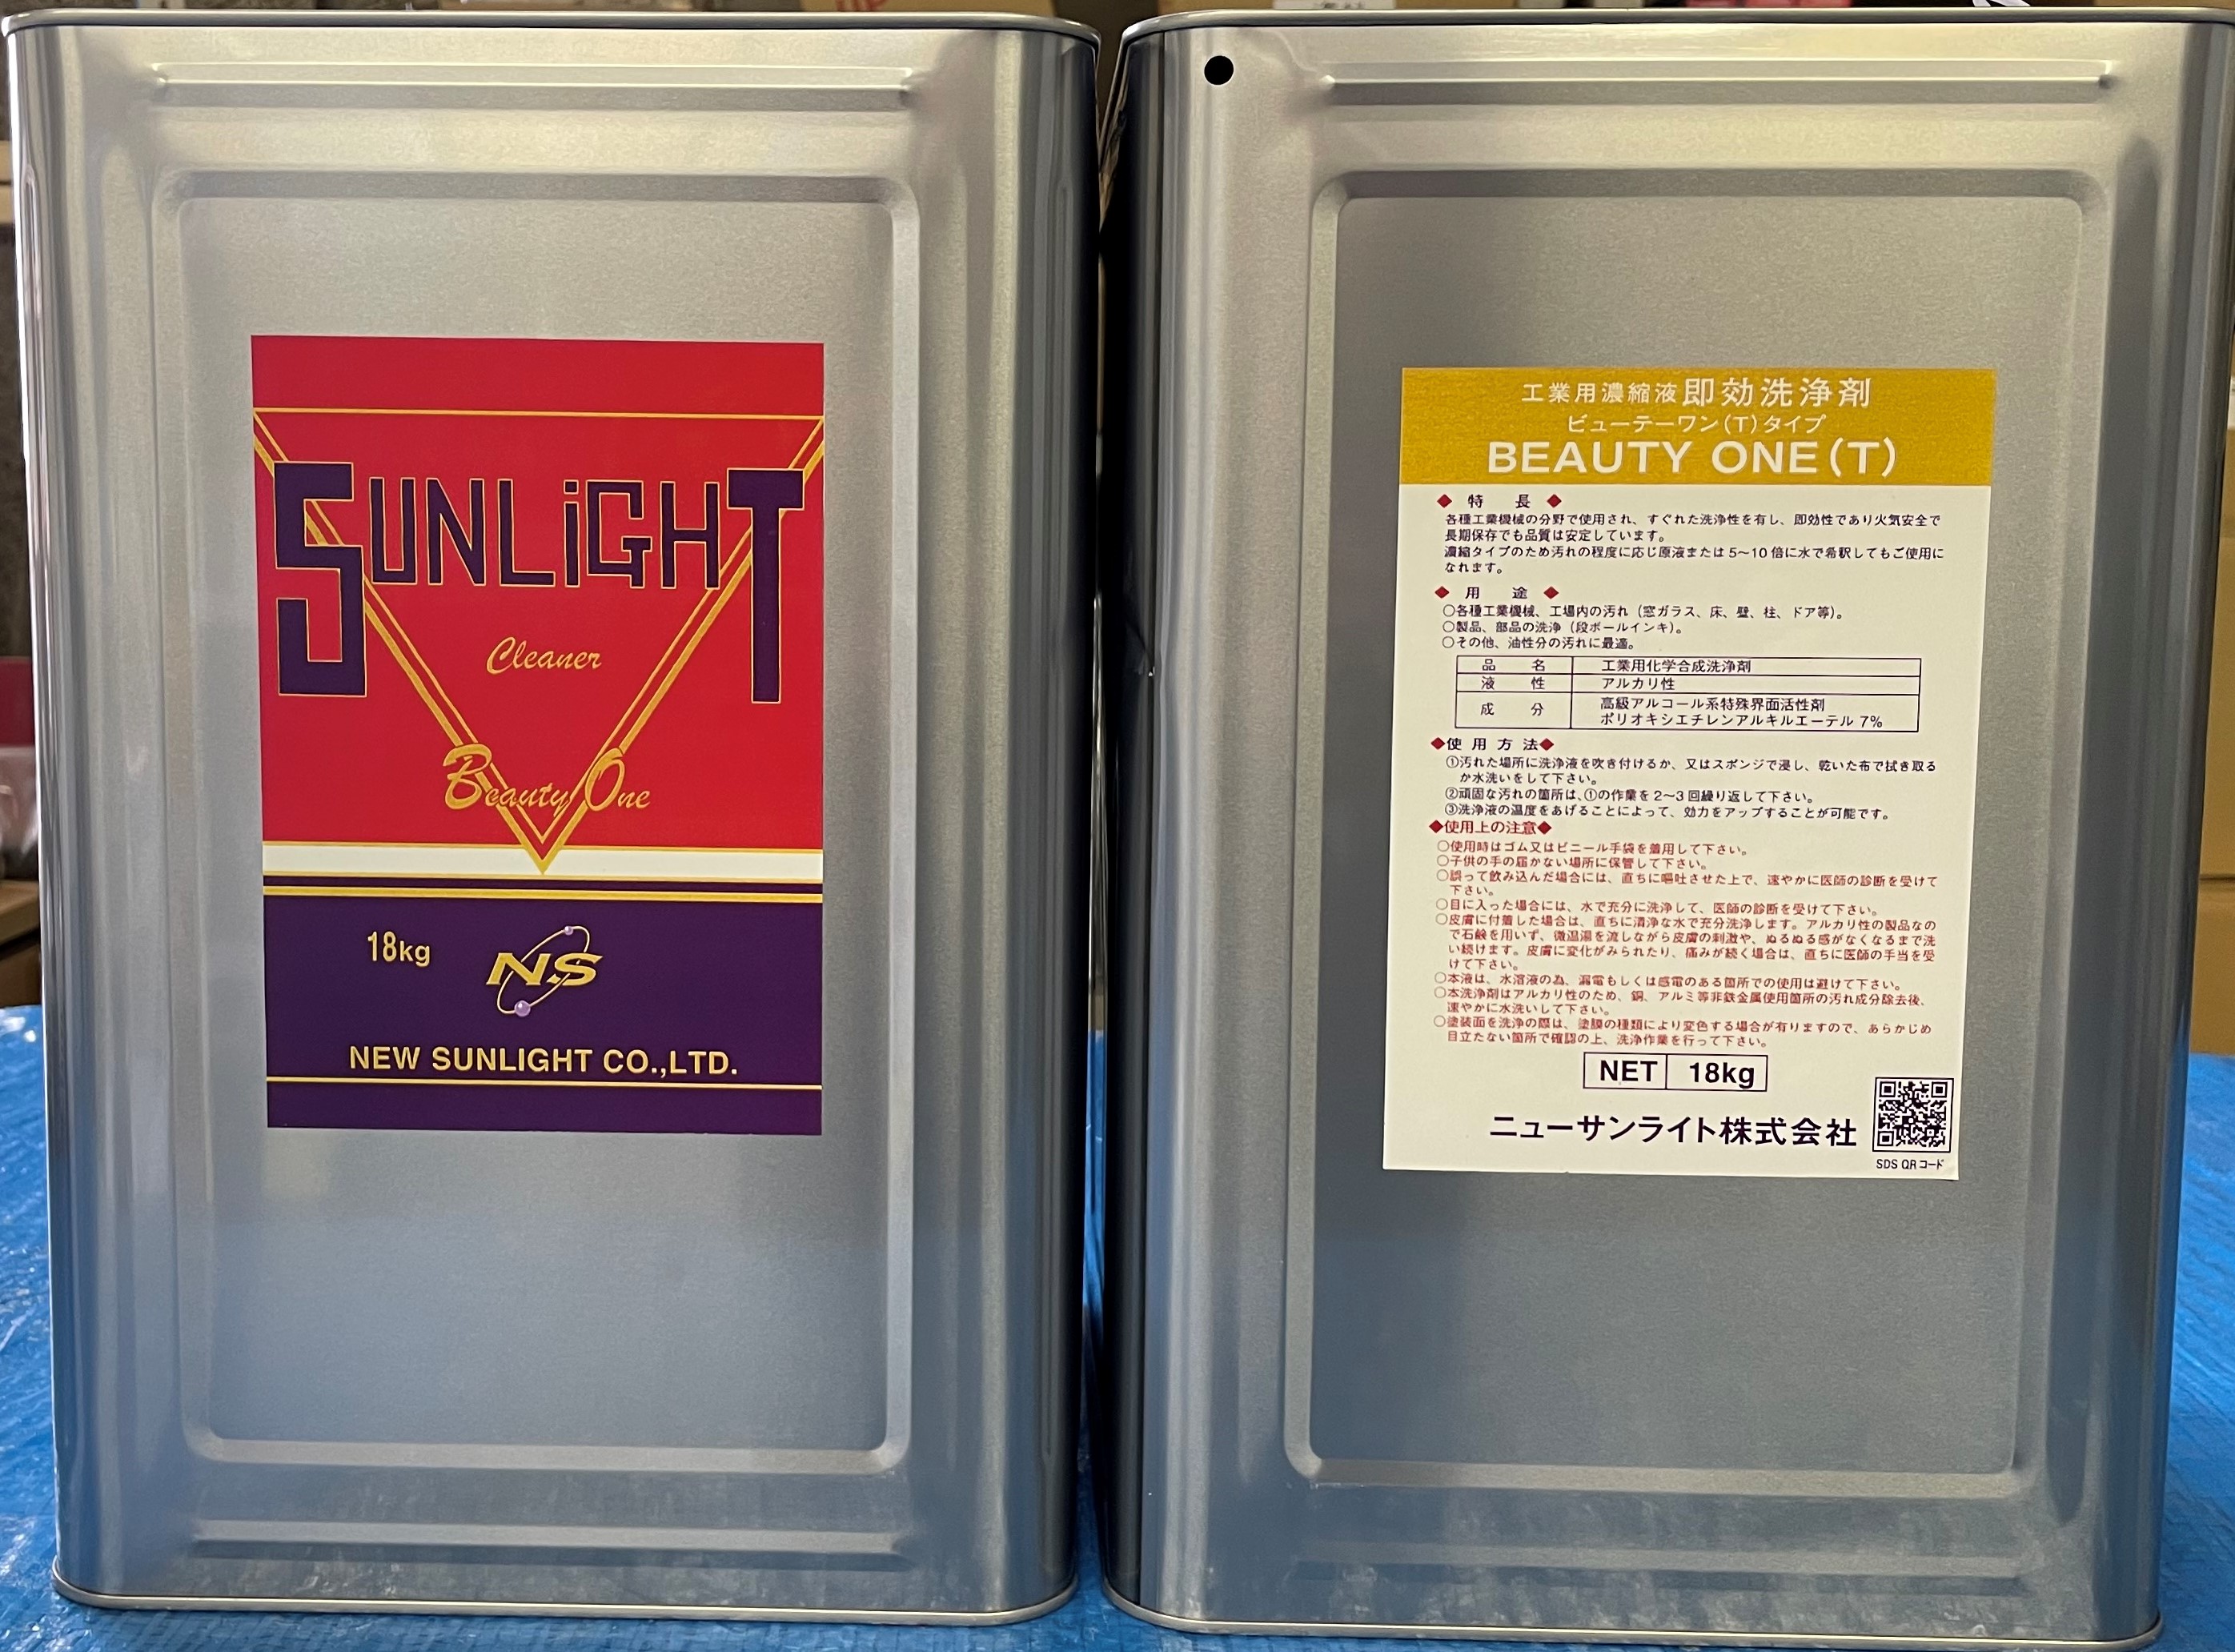 SUNLiGHT
Cleaner
Beauty One
18kg
NS
NEW SUNLIGHT CO.,LTD.
工業用濃縮液即効洗浄剤
ビューテーワン(T)タイプ
BEAUTY ONE(T)
◆ 特 長 ◆
各種工業機械の分野で使用され、すぐれた洗浄性を有し、即効性であり火気安全で
長期保存でも品質は安定しています。
濃縮タイプのため汚れの程度に応じ原液または5〜10倍に水で希釈してもご使用に
なれます。
◆ 用 途 ◆
○各種工業機械、工場内の汚れ(窓ガラス、床、壁、柱、ドア等)。
○製品、部品の洗浄(段ボールインキ)。
○その他、油性分の汚れに最適。
品 名 工業用化学合成洗浄剤
液 性 アルカリ性
成 分 高級アルコール系特殊界面活性剤
ポリオキシエチレンアルキルエーテル 7%
◆使用方法◆
①汚れた場所に洗浄液を吹き付けるか、又はスポンジで浸し、乾いた布で拭き取る
か水洗いをして下さい。
②頑固な汚れの箇所は、①の作業を2〜3回繰り返して下さい。
③洗浄液の温度をあげることによって、効力をアップすることが可能です。
◆使用上の注意◆
○使用時はゴム又はビニール手袋を着用して下さい。
○子供の手の届かない場所に保管して下さい。
○誤って飲み込んだ場合には、直ちに嘔吐させた上で、速やかに医師の診断を受けて
下さい。
○目に入った場合には、水で充分に洗浄して、医師の診断を受けて下さい。
○皮膚に付着した場合は、直ちに清浄な水で充分洗浄します。アルカリ性の製品なの
で石鹸を用いず、微温湯を流しながら皮膚の刺激や、ぬるぬる感がなくなるまで洗
い続けます。皮膚に変化がみられたり、痛みが続く場合は、直ちに医師の手当を受
けて下さい。
○本液は、水溶液の為、漏電もしくは感電のある箇所での使用は避けて下さい。
○本洗浄剤はアルカリ性のため、銅、アルミ等非鉄金属使用箇所の汚れ成分除去後、
速やかに水洗いして下さい。
○塗装面を洗浄の際は、塗膜の種類により変色する場合が有りますので、あらかじめ
目立たない箇所で確認の上、洗浄作業を行って下さい。
NET 18kg
ニューサンライト株式会社
SDS QRコード